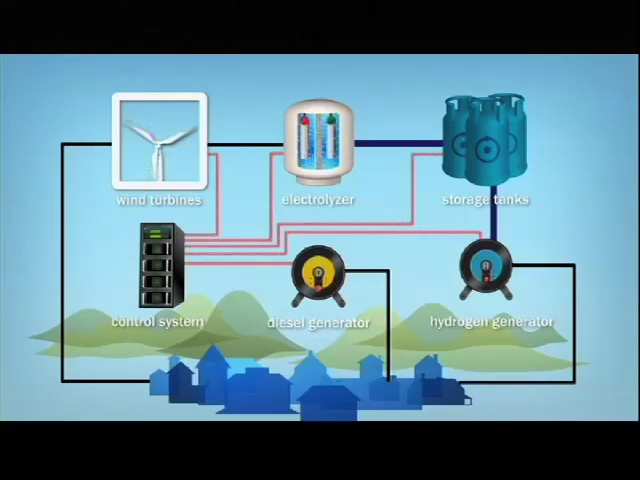 wind turbines
electrolyzer
storage tanks
control system
diesel generator
hydrogen generator